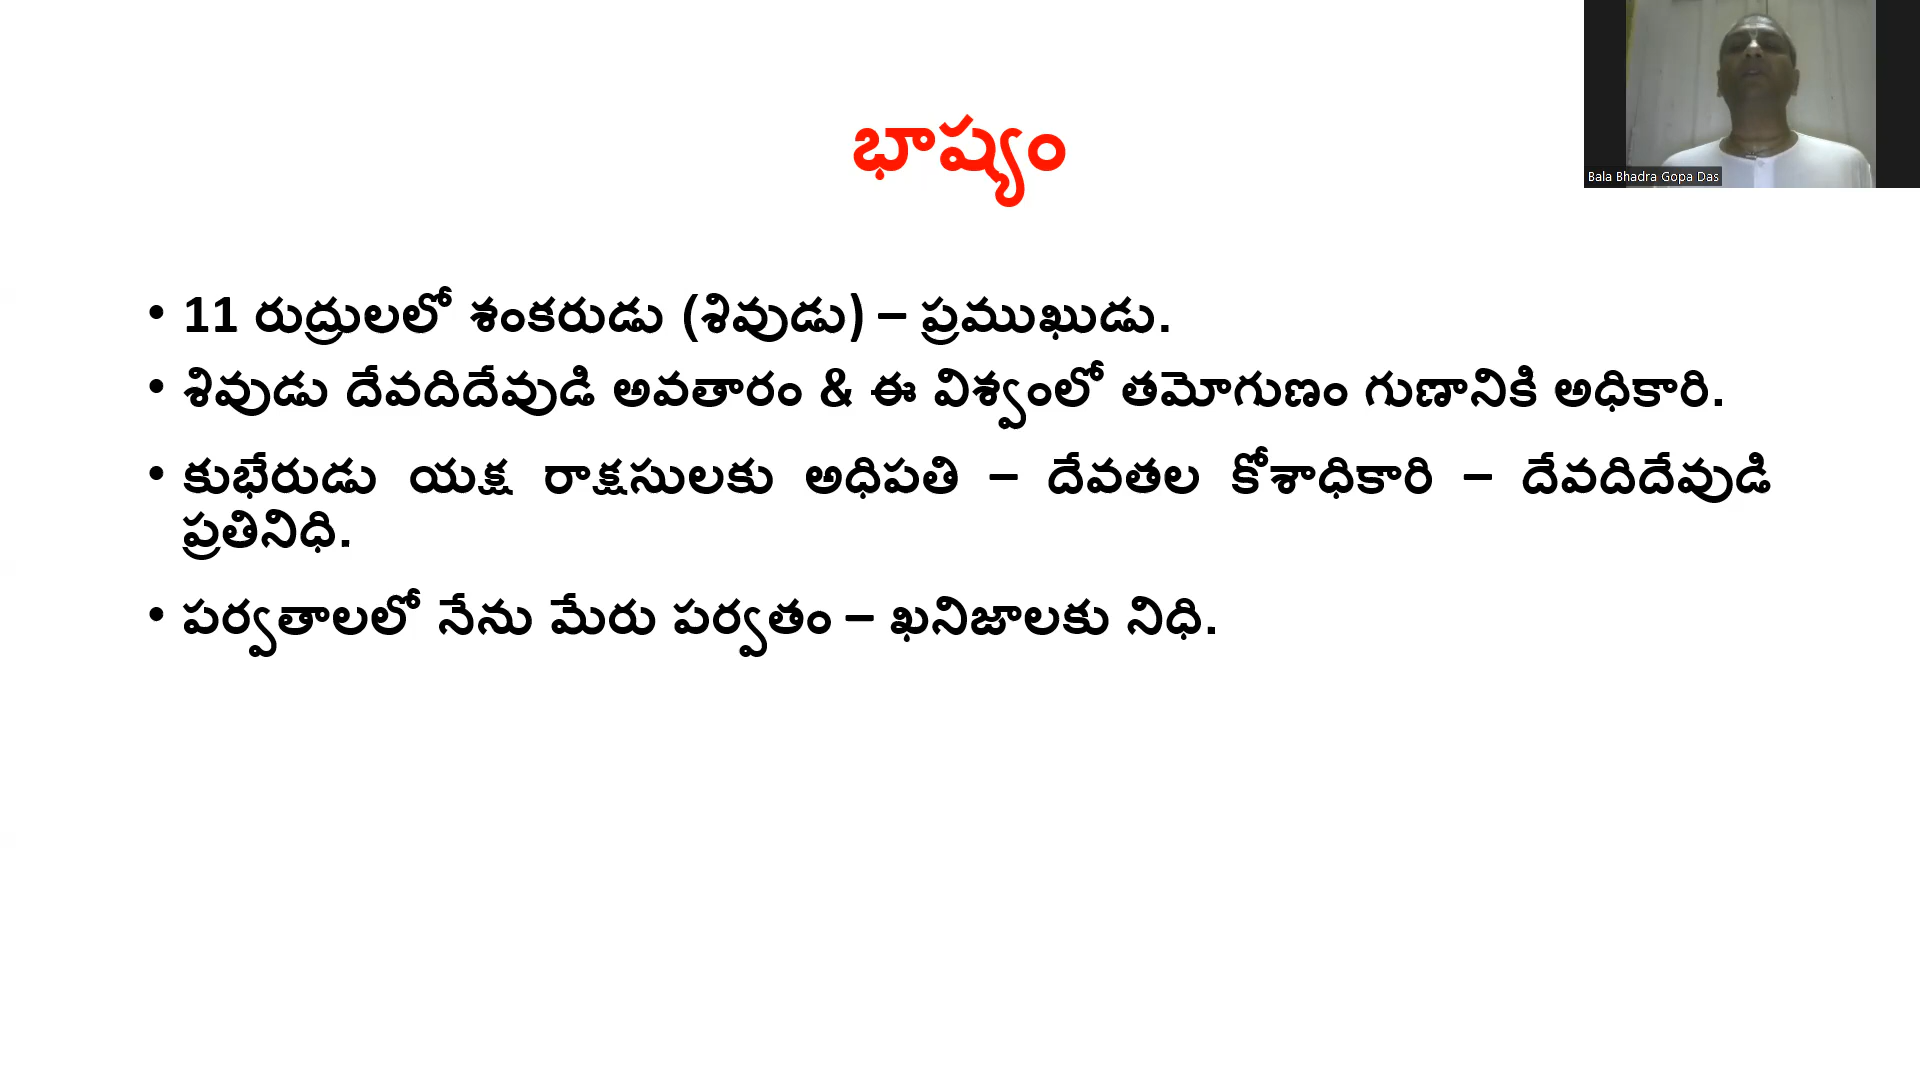 Bala Bhadra Gopa Das
భాష్యం
• 11 రుద్రులలో శంకరుడు (శివుడు) – ప్రముఖుడు.
• శివుడు దేవదిదేవుడి అవతారం & ఈ విశ్వంలో తమోగుణం గుణానికి అధికారి.
• కుభేరుడు యక్ష రాక్షసులకు అధిపతి – దేవతల కోశాధికారి – దేవదిదేవుడి
ప్రతినిధి.
• పర్వతాలలో నేను మేరు పర్వతం – ఖనిజాలకు నిధి.